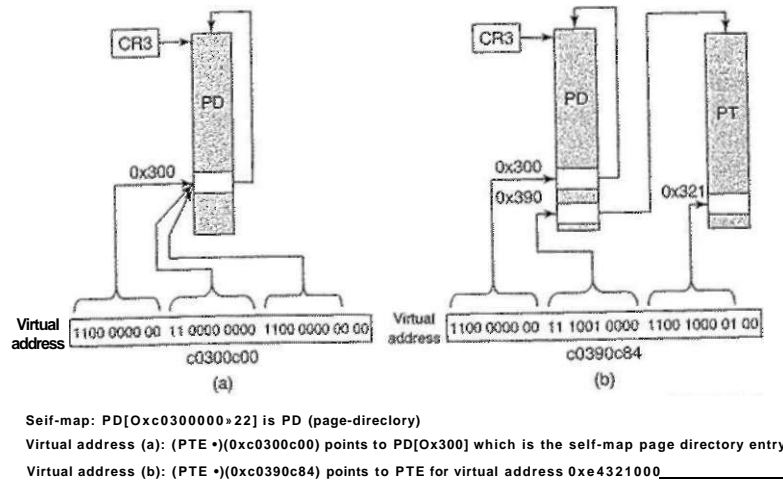 CR3
PD
0x300
Virtual address
1100 0000 00 11 0000 0000 1100 0000 00 00
c0300c00
(a)
CR3
PD
PT
0x300
0x390
0x321
Virtual address
1100 0000 00 11 1001 0000 1100 1000 01 00
c0390c84
(b)
Seif-map: PD[Oxc0300000»22] is PD (page-direclory)
Virtual address (a): (PTE •)(0xc0300c00) points to PD[Ox300] which is the self-map page directory entry
Virtual address (b): (PTE •)(0xc0390c84) points to PTE for virtual address 0xe4321000